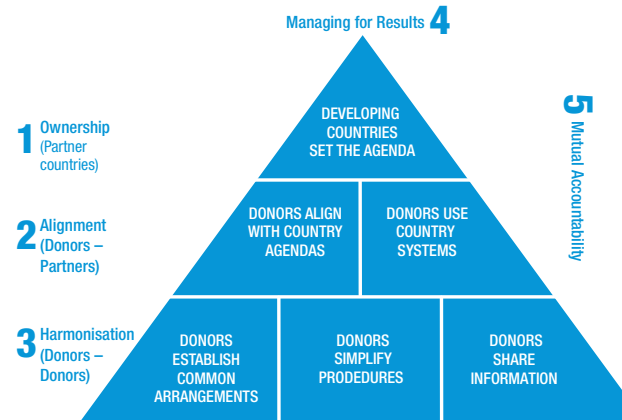 Managing for Results 4
1 Ownership
(Partner
countries)
DEVELOPING
COUNTRIES
SET THE AGENDA
5 Mutual Accountability
2 Alignment
(Donors –
Partners)
DONORS ALIGN
WITH COUNTRY
AGENDAS
DONORS USE
COUNTRY
SYSTEMS
3 Harmonisation
(Donors –
Donors)
DONORS
ESTABLISH
COMMON
ARRANGEMENTS
DONORS
SIMPLIFY
PRODEDURES
DONORS
SHARE
INFORMATION